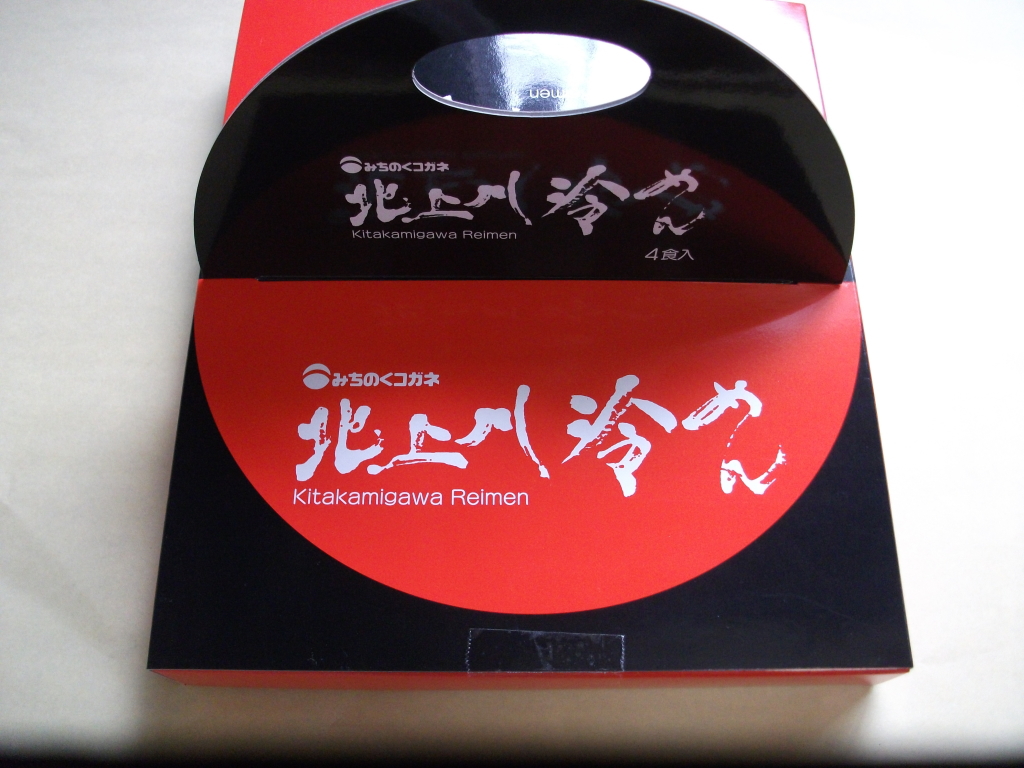 men
みちのくコガネ
北上川 冷めん
Kitakamigawa Reimen
4食入
みちのくコガネ
北上川 冷めん
Kitakamigawa Reimen